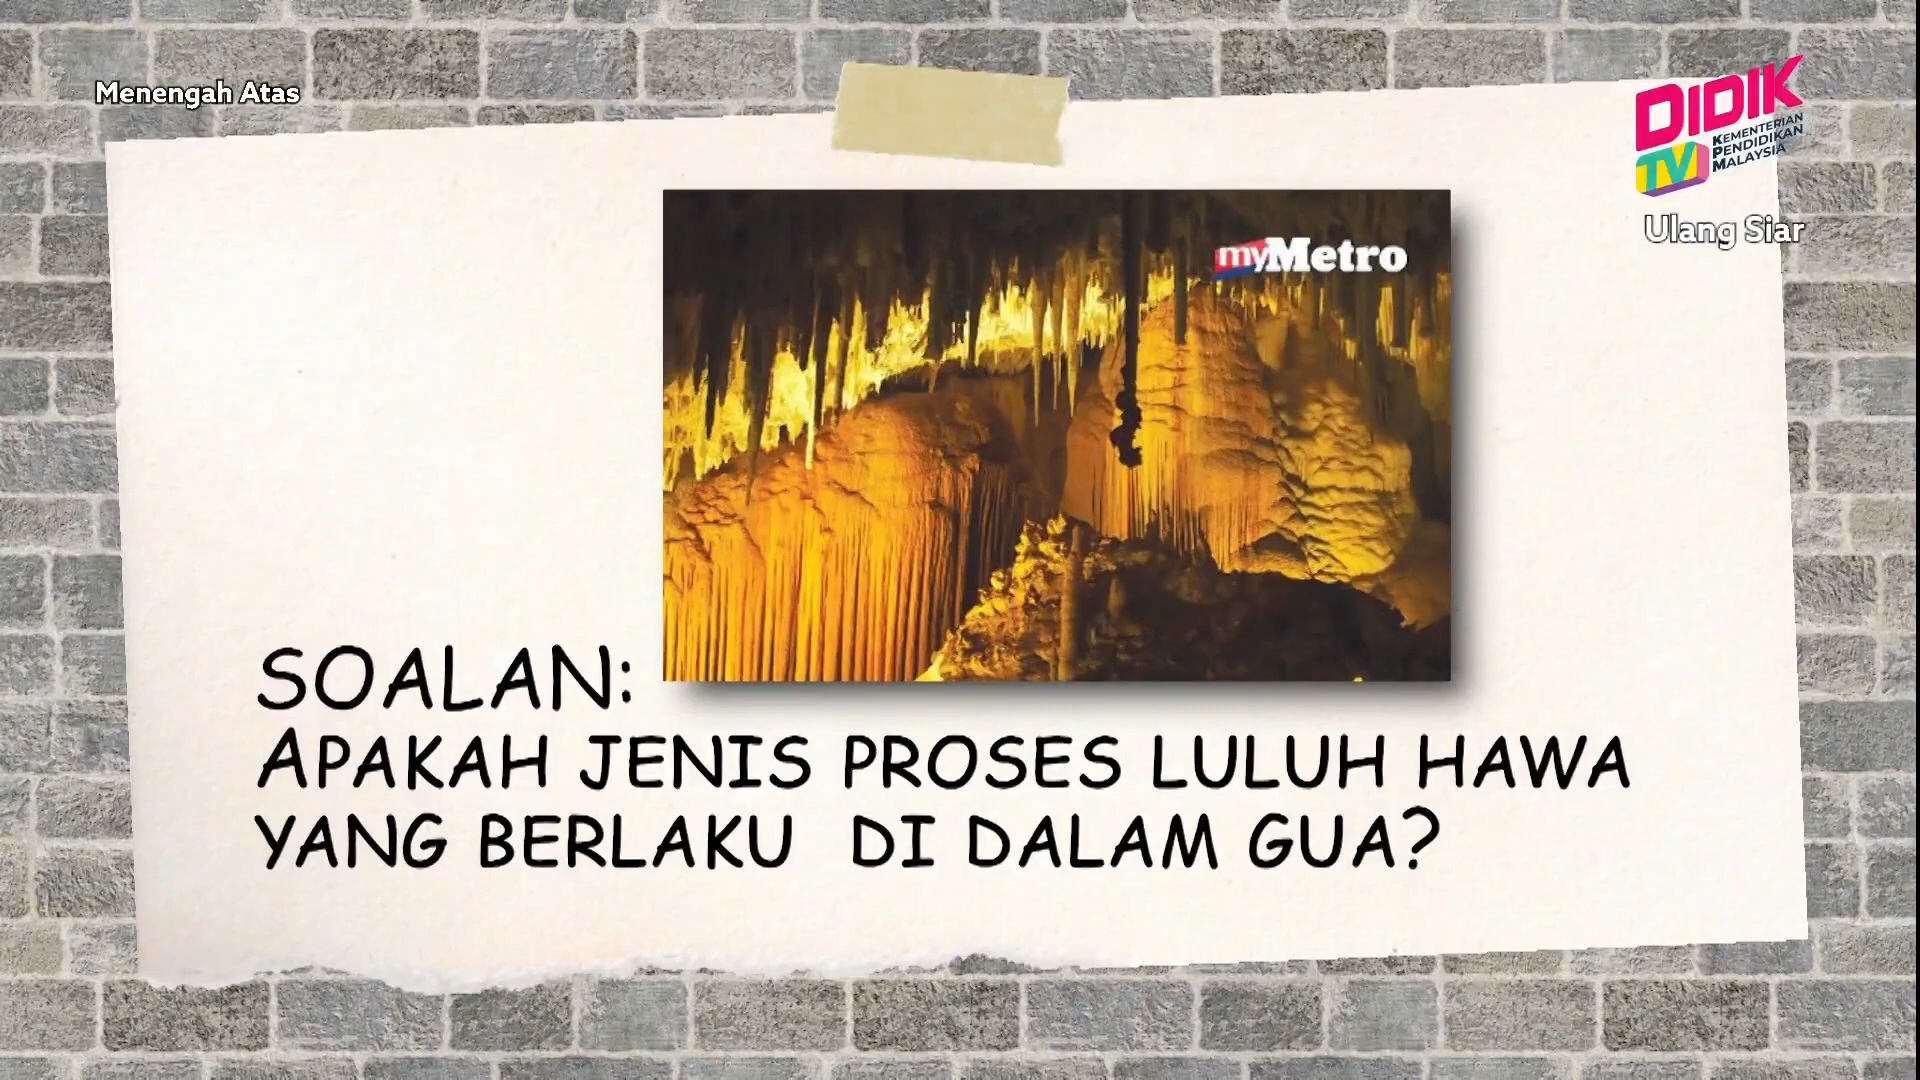 Menengah Atas
DIDIK
TV
KEMENTERIAN
PENDIDIKAN
MALAYSIA
Ulang Siar
myMetro
SOALAN:
APAKAH JENIS PROSES LULUH HAWA
YANG BERLAKU DI DALAM GUA?